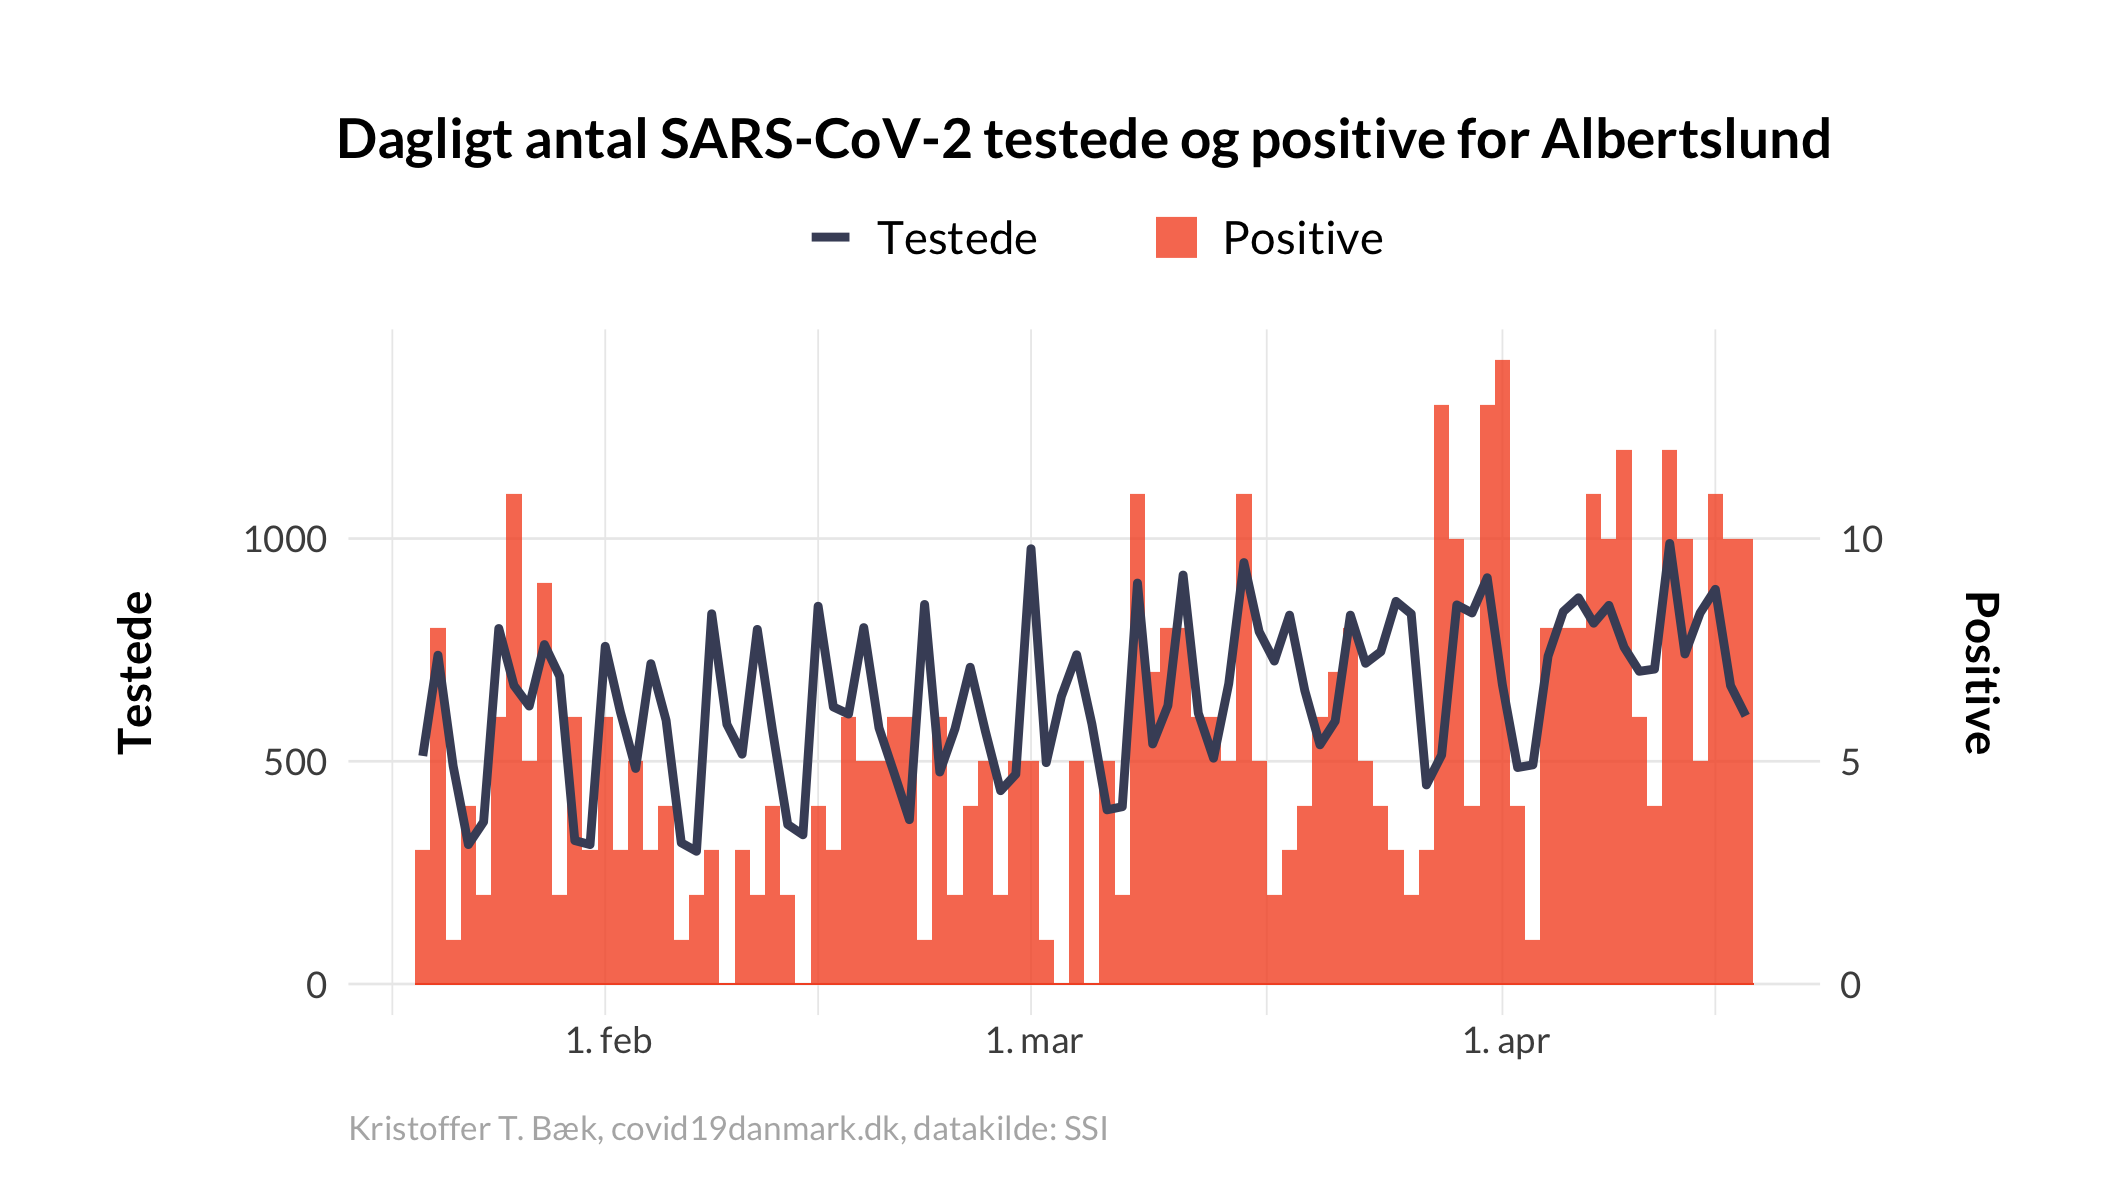 Dagligt antal SARS-CoV-2 testede og positive for Albertslund
Testede Positive
1000
500
0
Testede
10
5
0
Positive
1. feb 1. mar 1. apr
Kristoffer T. Bæk, covid19danmark.dk, datakilde: SSI